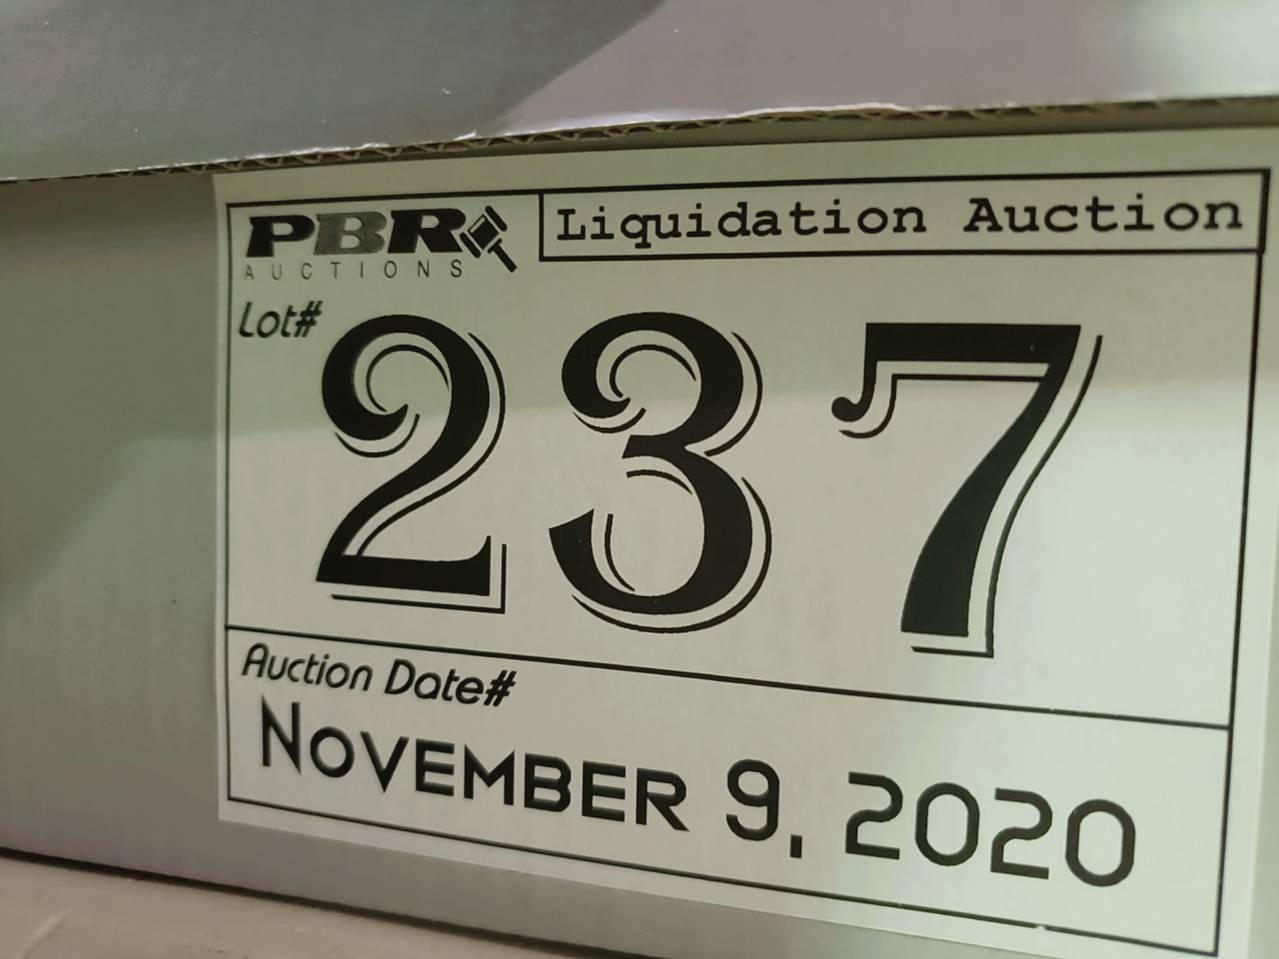 PBR
AUCTIONS
Liquidation Auction
Lot#
237
Auction Date#
NOVEMBER 9, 2020